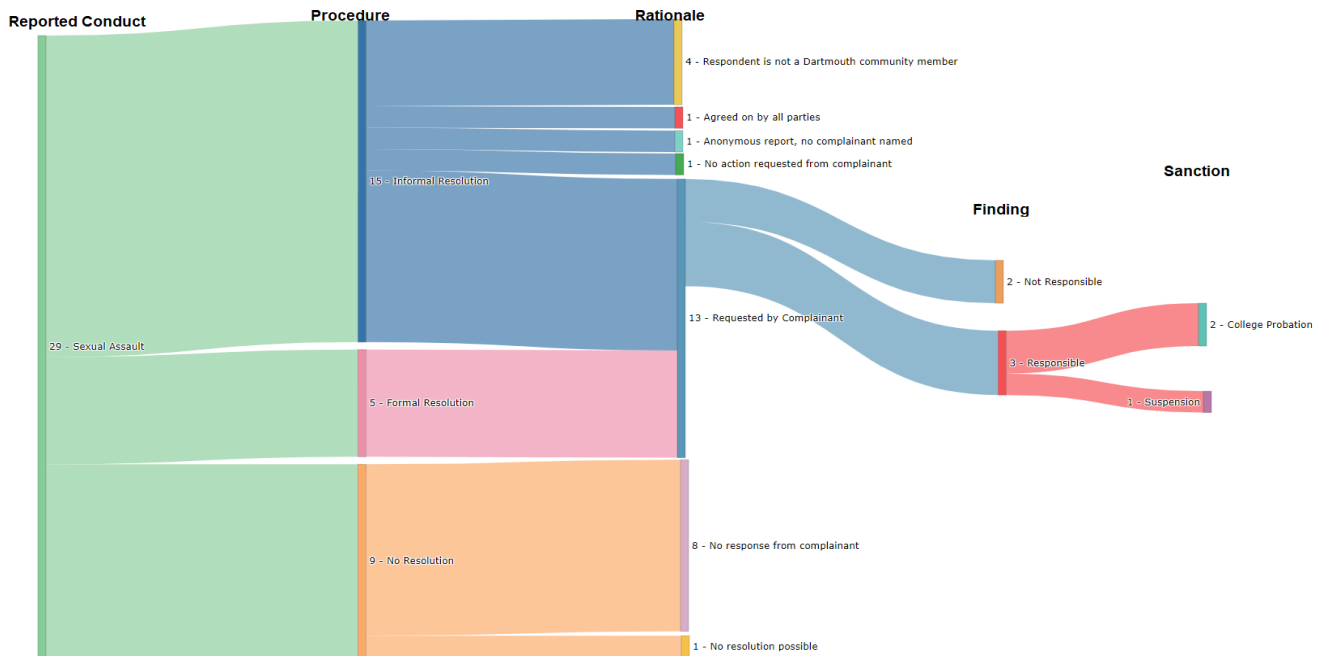 Reported Conduct
Procedure
Rationale
Finding
Sanction
29 - Sexual Assault
15 - Informal Resolution
5 - Formal Resolution
9 - No Resolution
4 - Respondent is not a Dartmouth community member
1 - Agreed on by all parties
1 - Anonymous report, no complainant named
1 - No action requested from complainant
13 - Requested by Complainant
8 - No response from complainant
1 - No resolution possible
2 - Not Responsible
3 - Responsible
2 - College Probation
1 - Suspension